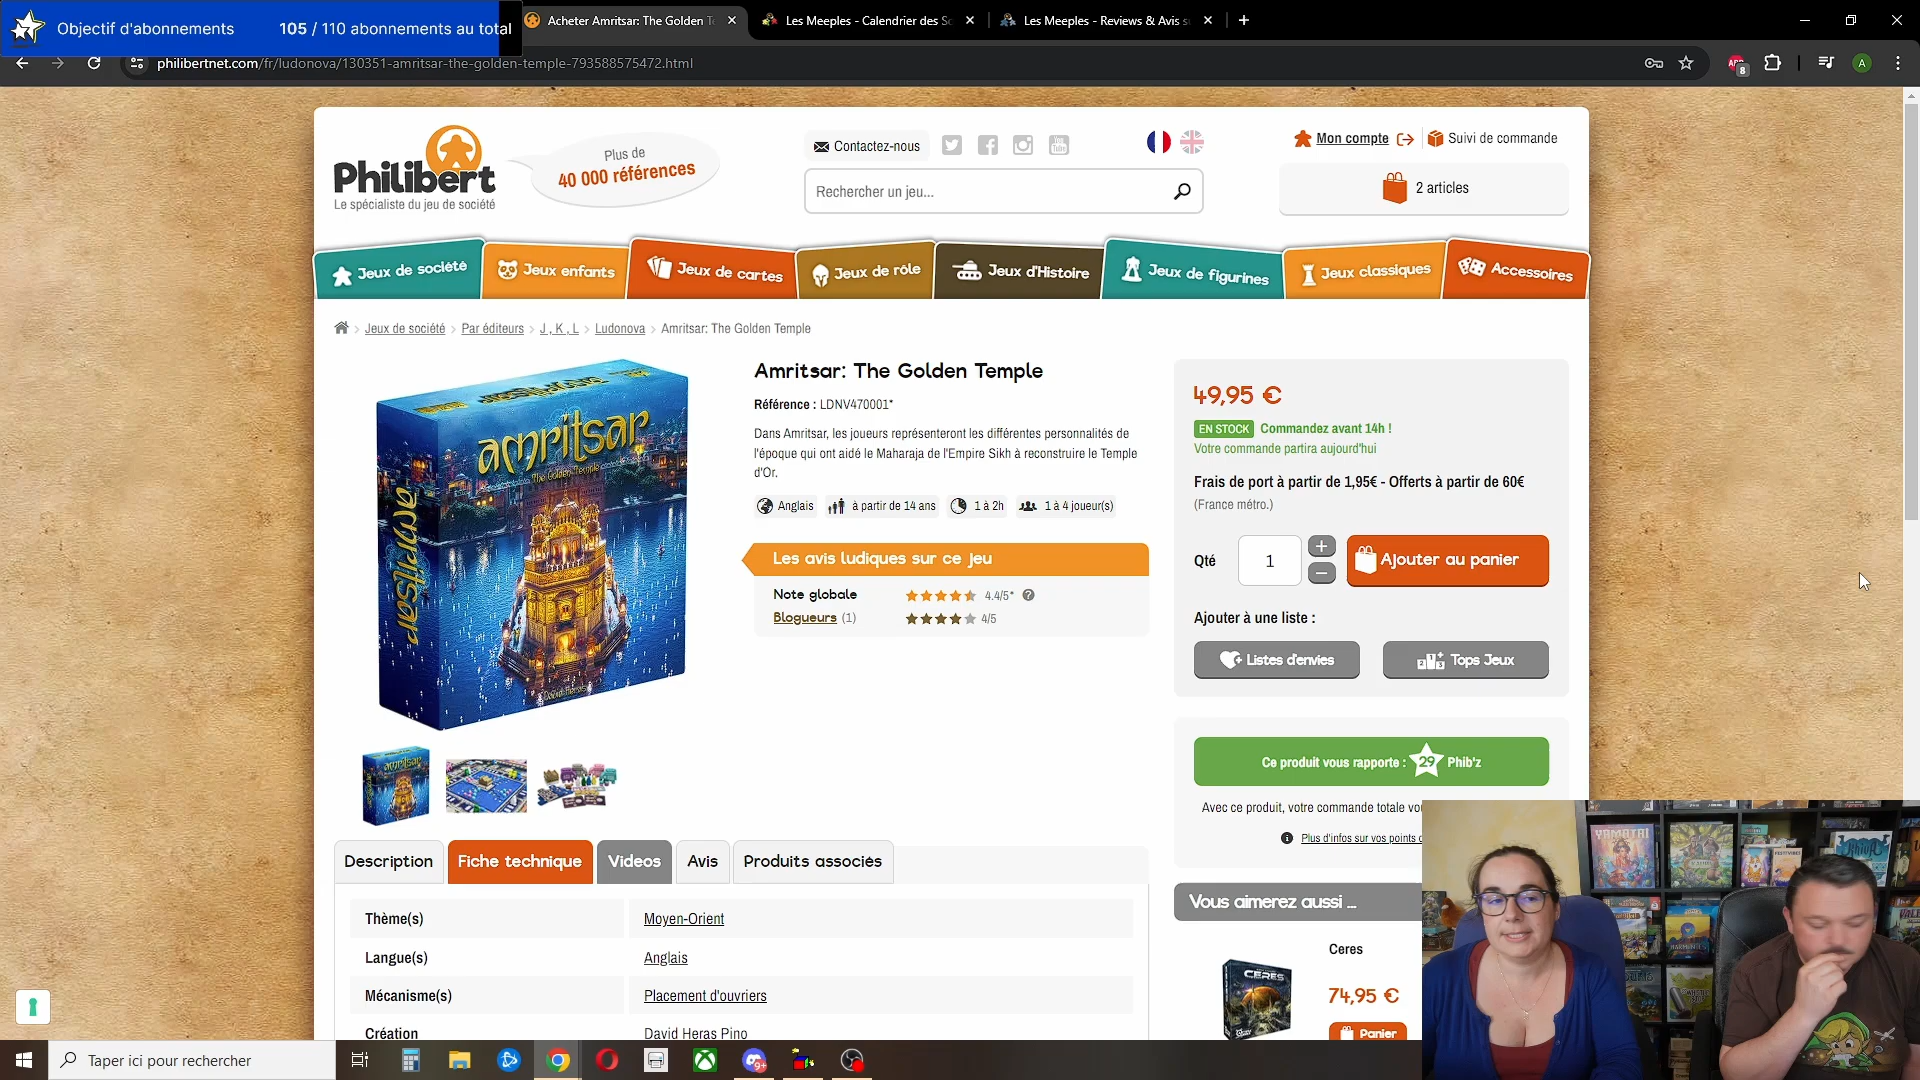 Objectif d'abonnements 105 / 110 abonnements au total
Acheter Amritsar: The Golden T
Les Meeples - Calendrier des S
Les Meeples - Reviews & Avis s
philibertnet.com/fr/ludonova/130351-amritsar-the-golden-temple-793588575472.html
8
A
Philibert
Le spécialiste du jeu de société
Plus de
40 000 références
Contactez-nous
Mon compte
Suivi de commande
Rechercher un jeu...
2 articles
Jeux de société
Jeux enfants
Jeux de cartes
Jeux de rôle
Jeux d'Histoire
Jeux de figurines
Jeux classiques
Accessoires
Jeux de société > Par éditeurs > J , K , L > Ludonova > Amritsar: The Golden Temple
amritsar
The Golden Temple
amritsar
David Heras
Amritsar: The Golden Temple
Référence : LDNV470001*
Dans Amritsar, les joueurs représenteront les différentes personnalités de
l'époque qui ont aidé le Maharaja de l'Empire Sikh à reconstruire le Temple
d'Or.
Anglais
à partir de 14 ans
1 à 2h
1 à 4 joueur(s)
Les avis ludiques sur ce jeu
Note globale 4.4/5*
Blogueurs (1) 4/5
49,95 €
EN STOCK Commandez avant 14h !
Votre commande partira aujourd'hui
Frais de port à partir de 1,95€ - Offerts à partir de 60€
(France métro.)
Qté 1 Ajouter au panier
Ajouter à une liste :
Listes d'envies
Tops Jeux
Ce produit vous rapporte : 29 Phib'z
Avec ce produit, votre commande totale vo
Plus d'infos sur vos points
Vous aimerez aussi ...
Ceres
CERES
74,95 €
Panier
Description
Fiche technique
Videos
Avis
Produits associés
Thème(s) Moyen-Orient
Langue(s) Anglais
Mécanisme(s) Placement d'ouvriers
Création David Heras Pino
YAMATAI
HARMONIES
Taper ici pour rechercher
9+